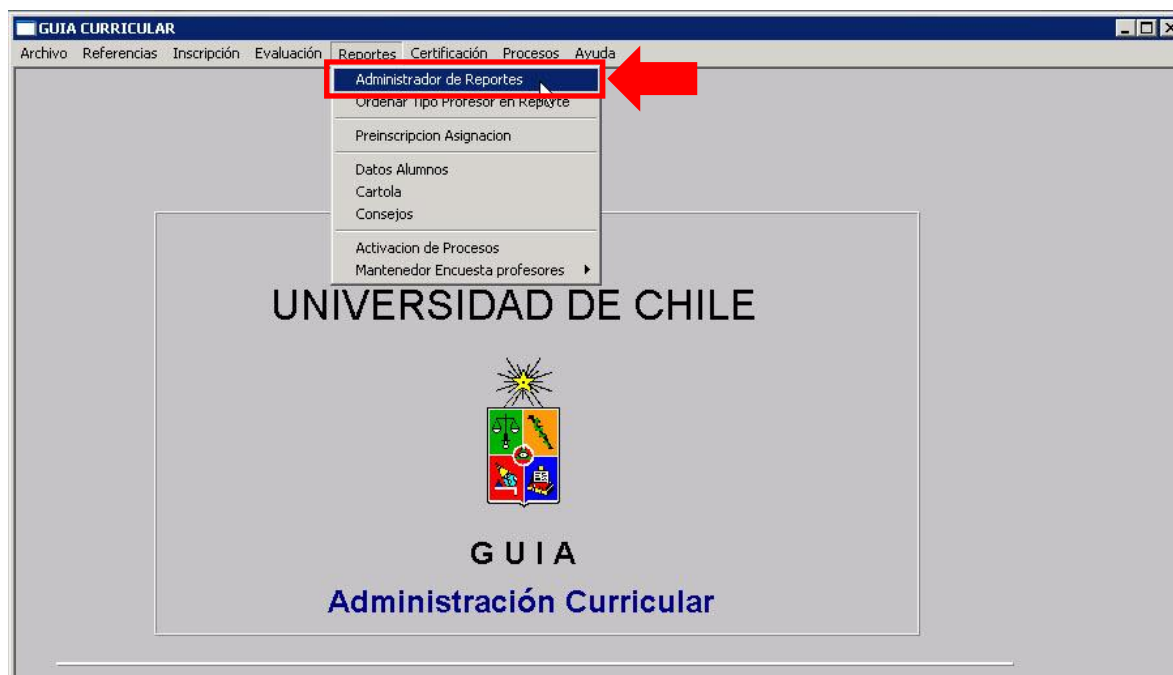 GUIA CURRICULAR
Archivo Referencias Inscripción Evaluación Reportes Certificación Procesos Ayuda
Administrador de Reportes
Ordenar Tipo Profesor en Reporte
Preinscripcion Asignacion
Datos Alumnos
Cartola
Consejos
Activacion de Procesos
Mantenedor Encuesta profesores
UNIVERSIDAD DE CHILE
G U I A
Administración Curricular